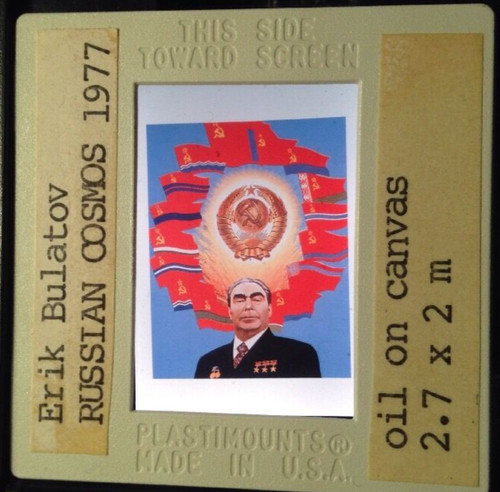 THIS SIDE
TOWARD SCREEN
Erik Bulatov
RUSSIAN COSMOS 1977
oil on canvas
2.7 x 2 m
PLASTIMOUNTS®
MADE IN U.S.A.